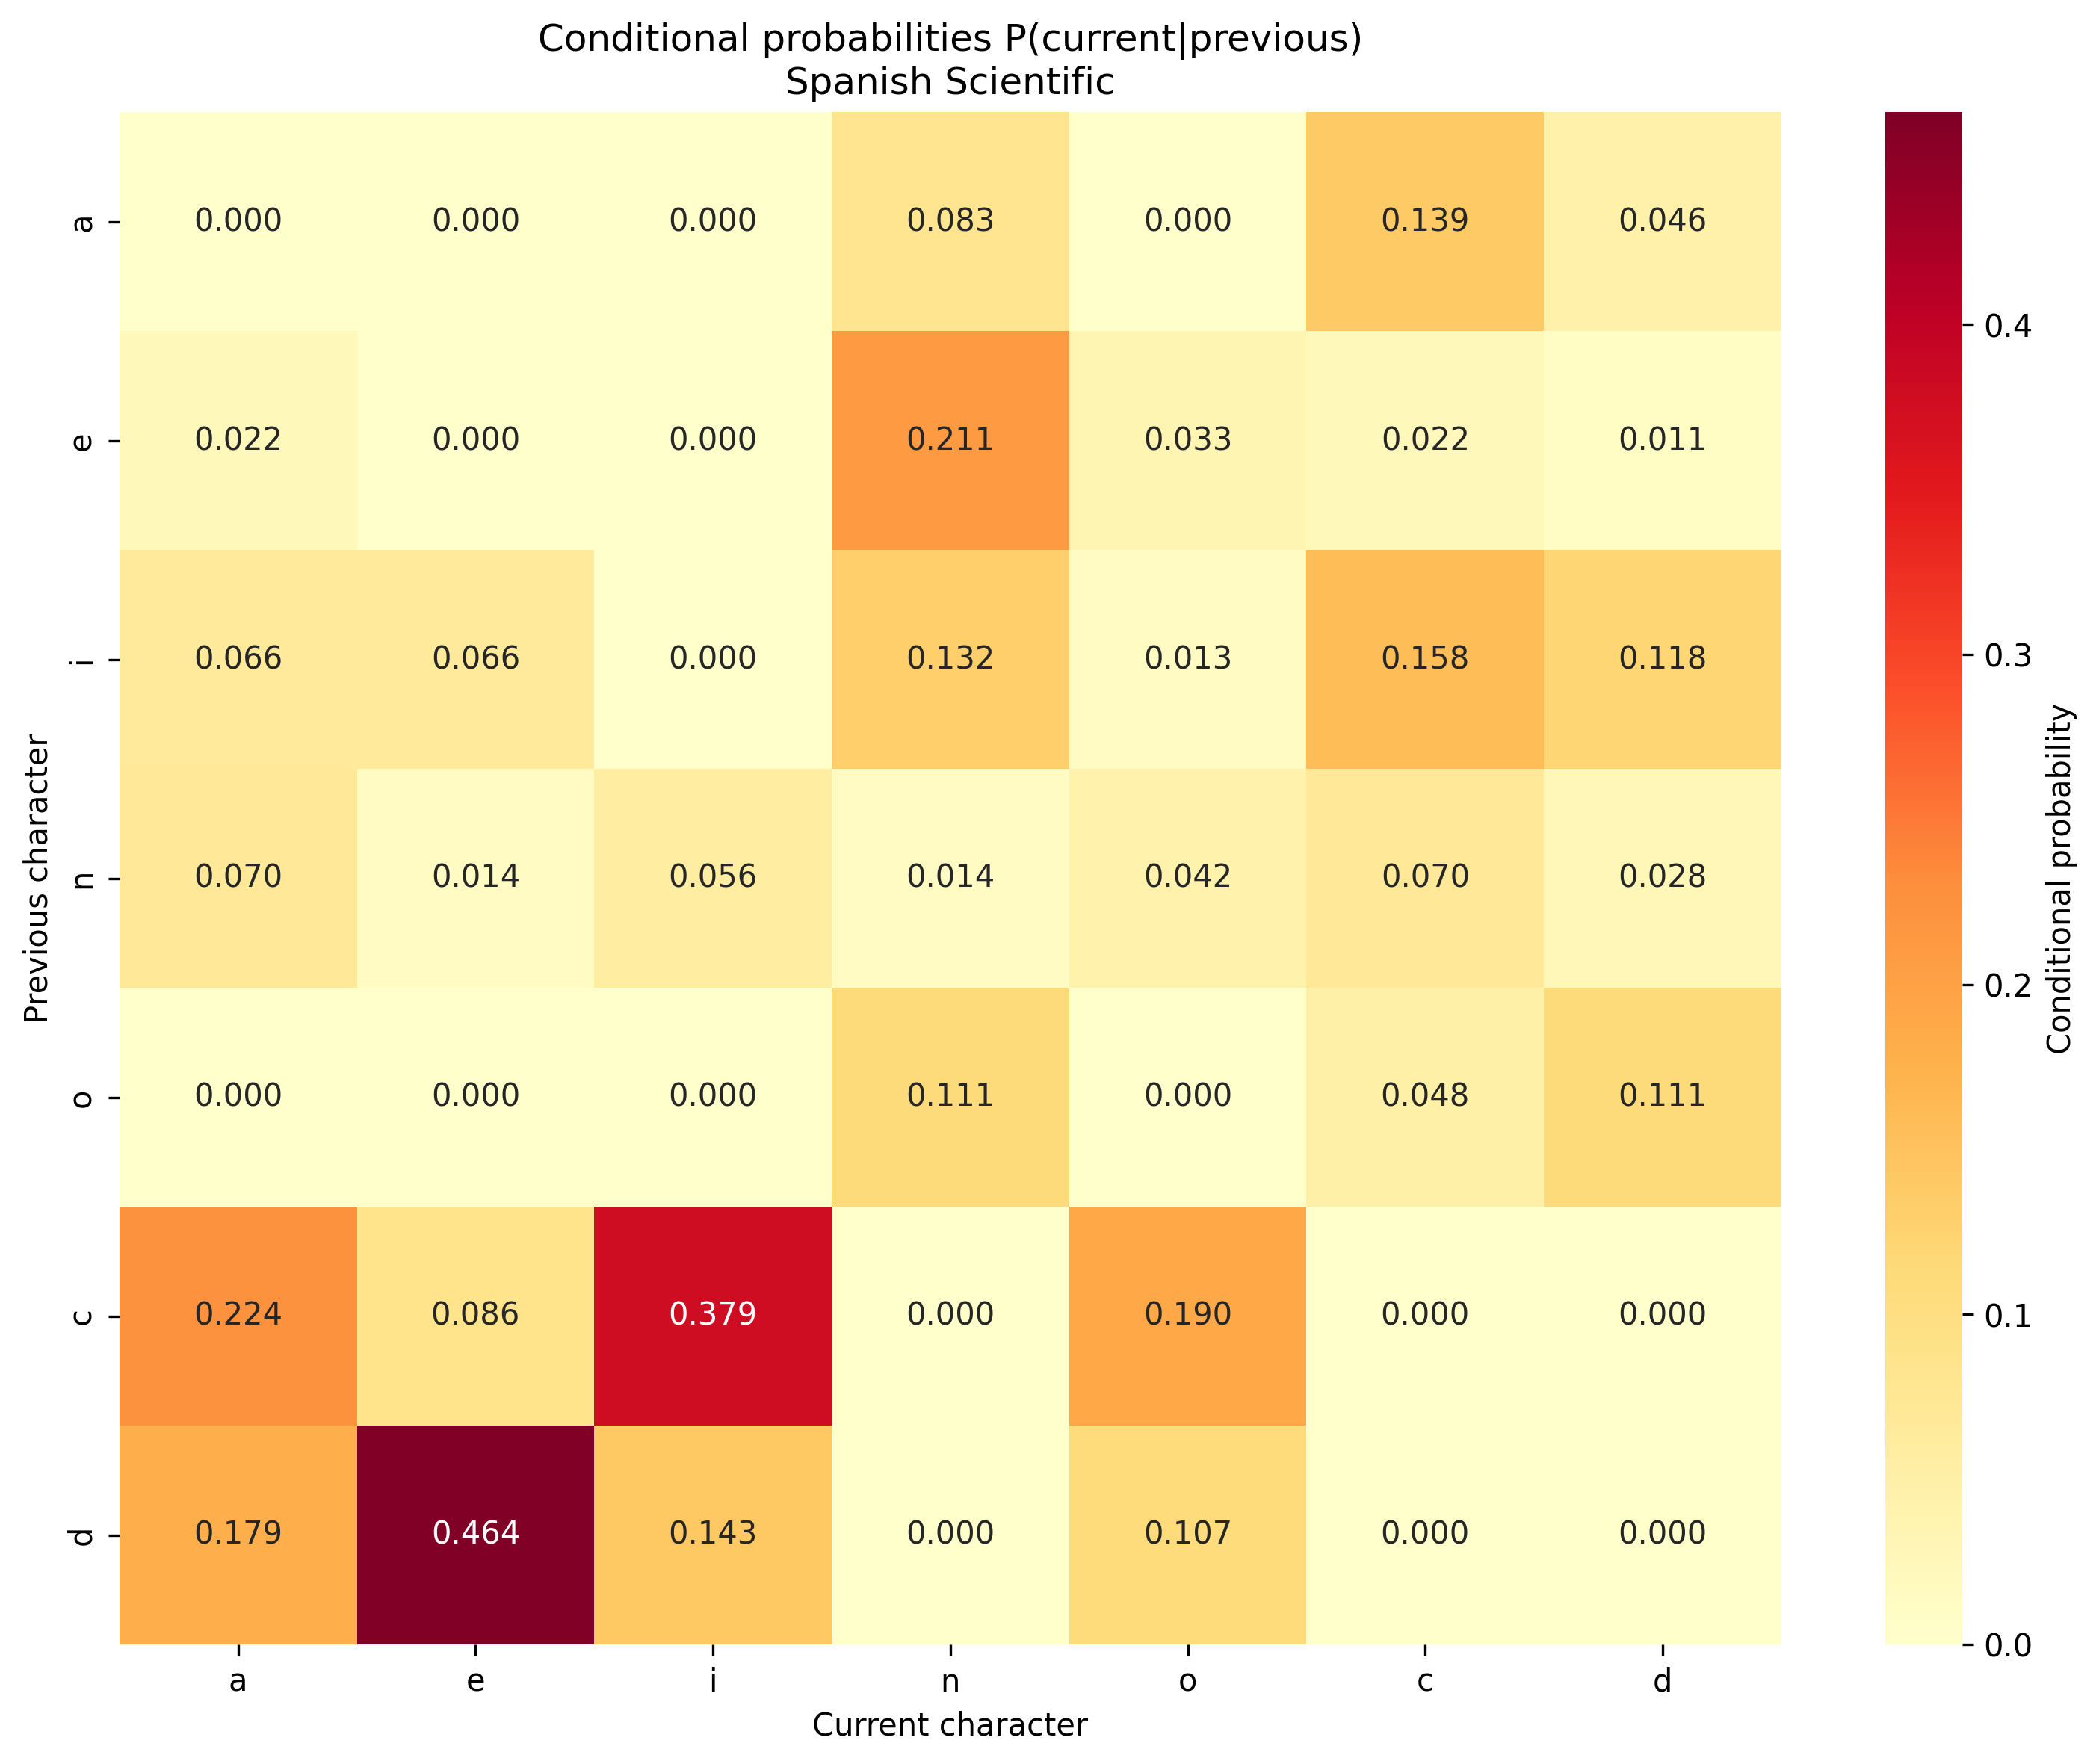 Conditional probabilities P(current|previous)
Spanish Scientific
a 0.000 0.000 0.000 0.083 0.000 0.139 0.046
e 0.022 0.000 0.000 0.211 0.033 0.022 0.011
i 0.066 0.066 0.000 0.132 0.013 0.158 0.118
n 0.070 0.014 0.056 0.014 0.042 0.070 0.028
o 0.000 0.000 0.000 0.111 0.000 0.048 0.111
c 0.224 0.086 0.379 0.000 0.190 0.000 0.000
d 0.179 0.464 0.143 0.000 0.107 0.000 0.000
a e i n o c d
Current character
Previous character
0.4
0.3
0.2
0.1
0.0
Conditional probability